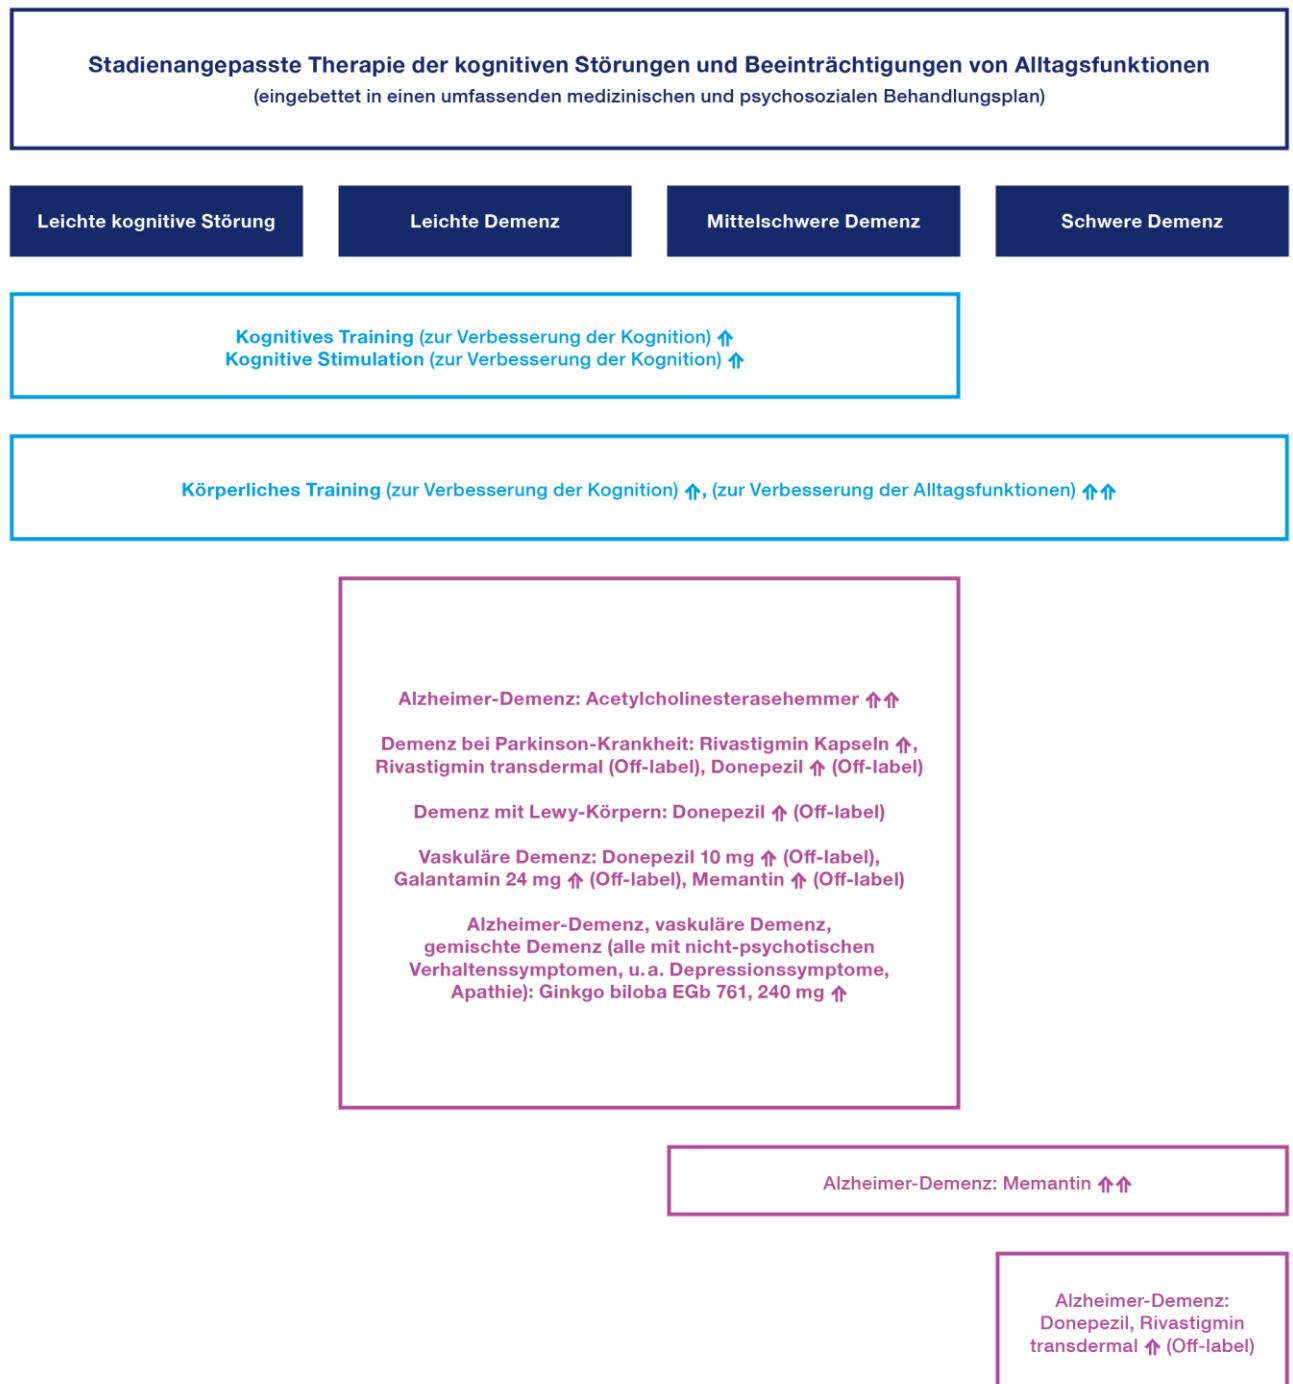 Stadienangepasste Therapie der kognitiven Störungen und Beeinträchtigungen von Alltagsfunktionen
(eingebettet in einen umfassenden medizinischen und psychosozialen Behandlungsplan)
Leichte kognitive Störung
Leichte Demenz
Mittelschwere Demenz
Schwere Demenz
Kognitives Training (zur Verbesserung der Kognition) ⇑
Kognitive Stimulation (zur Verbesserung der Kognition) ⇑
Körperliches Training (zur Verbesserung der Kognition) ⇑, (zur Verbesserung der Alltagsfunktionen) ⇑⇑
Alzheimer-Demenz: Acetylcholinesterasehemmer ⇑⇑
Demenz bei Parkinson-Krankheit: Rivastigmin Kapseln ⇑,
Rivastigmin transdermal (Off-label), Donepezil ⇑ (Off-label)
Demenz mit Lewy-Körpern: Donepezil ⇑ (Off-label)
Vaskuläre Demenz: Donepezil 10 mg ⇑ (Off-label),
Galantamin 24 mg ⇑ (Off-label), Memantin ⇑ (Off-label)
Alzheimer-Demenz, vaskuläre Demenz,
gemischte Demenz (alle mit nicht-psychotischen
Verhaltenssymptomen, u. a. Depressionssymptome,
Apathie): Ginkgo biloba EGb 761, 240 mg ⇑
Alzheimer-Demenz: Memantin ⇑⇑
Alzheimer-Demenz:
Donepezil, Rivastigmin
transdermal ⇑ (Off-label)